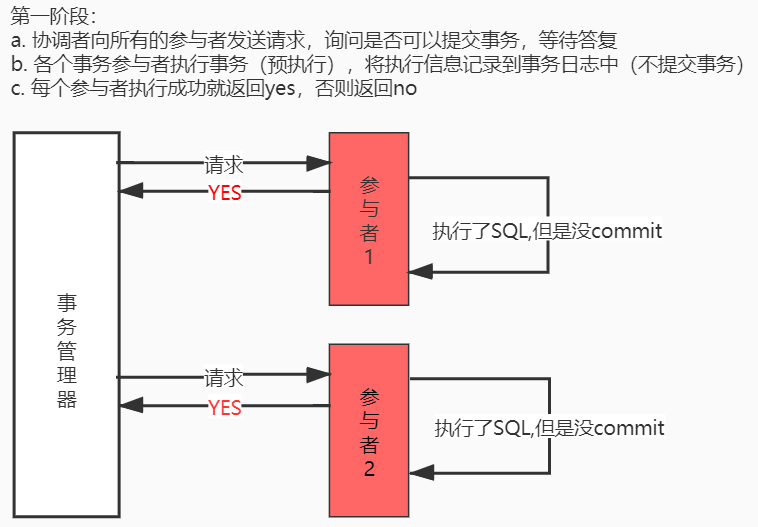 第一阶段：
a. 协调者向所有的参与者发送请求，询问是否可以提交事务，等待答复
b. 各个事务参与者执行事务（预执行），将执行信息记录到事务日志中（不提交事务）
c. 每个参与者执行成功就返回yes，否则返回no
请求
YES
参与者1
执行了SQL,但是没commit
事务管理器
请求
YES
参与者2
执行了SQL,但是没commit